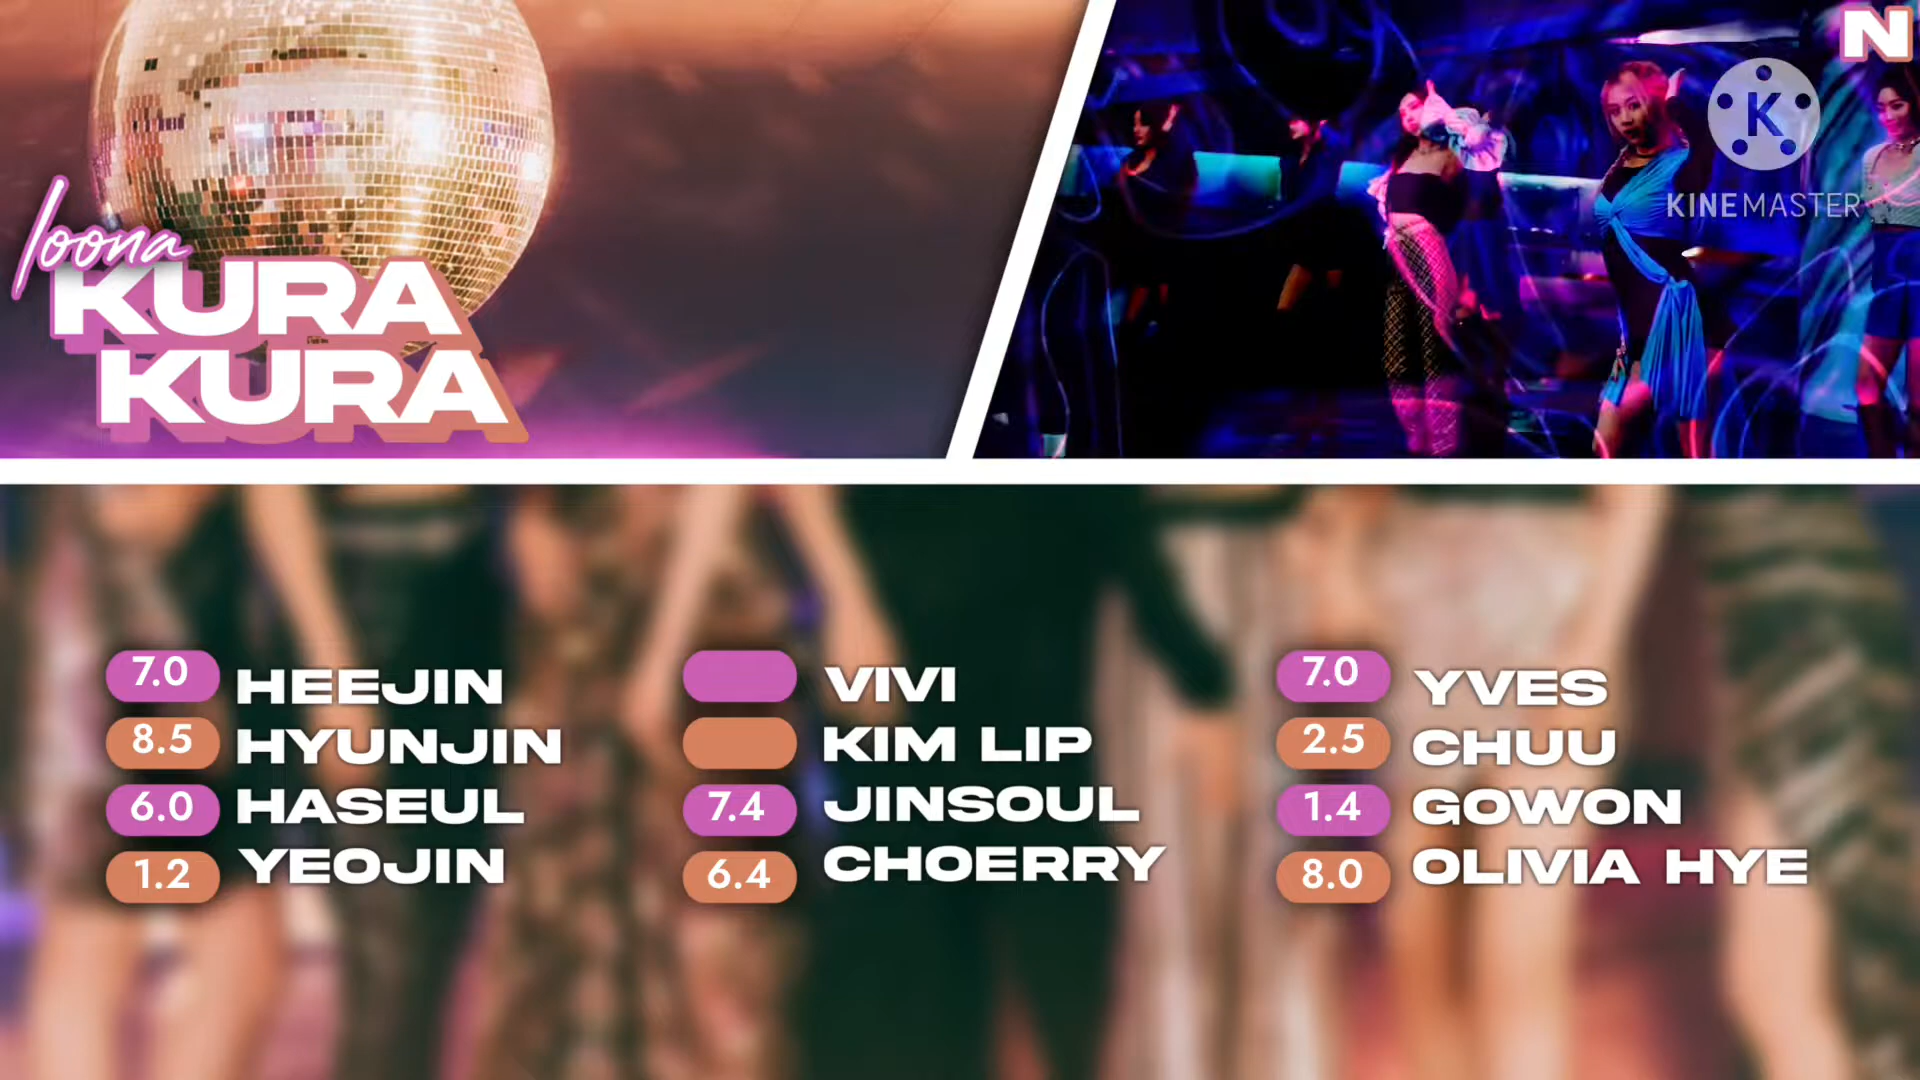 loona
KURA
KURA
N
K
KINEMASTER
7.0 HEEJIN
8.5 HYUNJIN
6.0 HASEUL
1.2 YEOJIN
VIVI
KIM LIP
7.4 JINSOUL
6.4 CHOERRY
7.0 YVES
2.5 CHUU
1.4 GOWON
8.0 OLIVIA HYE